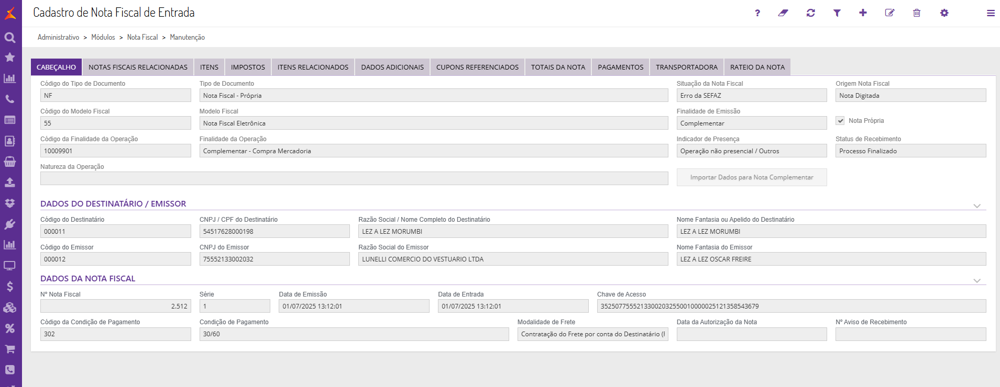 Cadastro de Nota Fiscal de Entrada
Administrativo > Módulos > Nota Fiscal > Manutenção
CABEÇALHO NOTAS FISCAIS RELACIONADAS ITENS IMPOSTOS ITENS RELACIONADOS DADOS ADICIONAIS CUPONS REFERENCIADOS TOTAIS DA NOTA PAGAMENTOS TRANSPORTADORA RATEIO DA NOTA
Código do Tipo de Documento Tipo de Documento Situação da Nota Fiscal Origem Nota Fiscal
NF Nota Fiscal - Própria Erro da SEFAZ Nota Digitada
Código do Modelo Fiscal Modelo Fiscal Finalidade de Emissão
55 Nota Fiscal Eletrônica Complementar Nota Própria
Código da Finalidade da Operação Finalidade da Operação Indicador de Presença Status de Recebimento
10009901 Complementar - Compra Mercadoria Operação não presencial / Outros Processo Finalizado
Natureza da Operação
Importar Dados para Nota Complementar
DADOS DO DESTINATÁRIO / EMISSOR
Código do Destinatário CNPJ / CPF do Destinatário Razão Social / Nome Completo do Destinatário Nome Fantasia ou Apelido do Destinatário
000011 54517628000198 LEZ A LEZ MORUMBI LEZ A LEZ MORUMBI
Código do Emissor CNPJ do Emissor Razão Social do Emissor Nome Fantasia do Emissor
000012 75552133002032 LUNELLI COMERCIO DO VESTUARIO LTDA LEZ A LEZ OSCAR FREIRE
DADOS DA NOTA FISCAL
Nº Nota Fiscal Série Data de Emissão Data de Entrada Chave de Acesso
2.512 1 01/07/2025 13:12:01 01/07/2025 13:12:01 35250775552133002032550010000025121358543679
Código da Condição de Pagamento Condição de Pagamento Modalidade de Frete Data da Autorização da Nota Nº Aviso de Recebimento
302 30/60 Contratação do Frete por conta do Destinatário (F